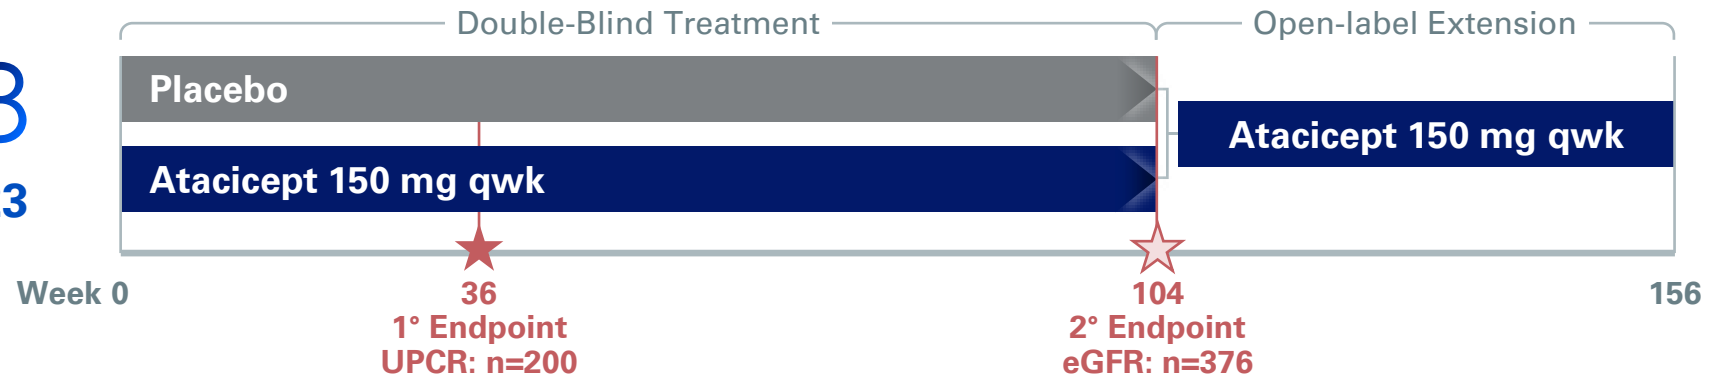 Double-Blind Treatment
Open-label Extension
Placebo
Atacicept 150 mg qwk
Atacicept 150 mg qwk
3
Week 0
36
1° Endpoint
UPCR: n=200
104
2° Endpoint
eGFR: n=376
156